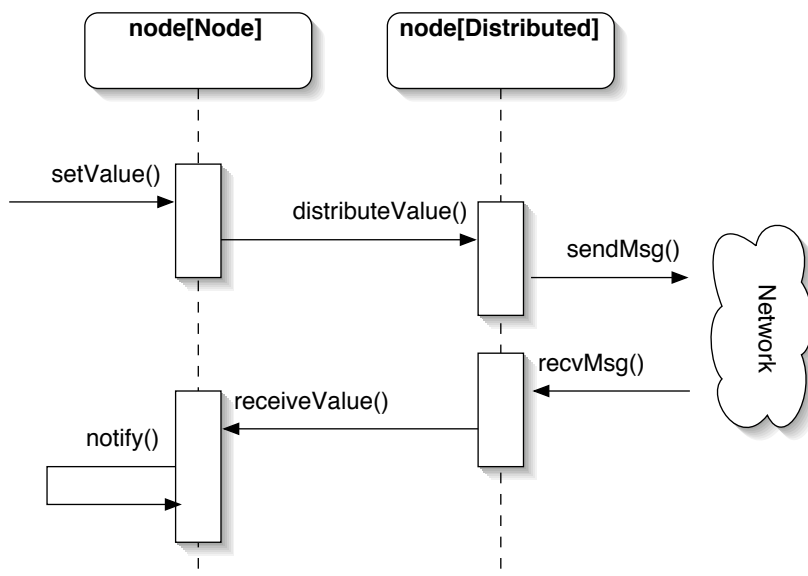 node[Node]
node[Distributed]
setValue()
distributeValue()
sendMsg()
Network
recvMsg()
receiveValue()
notify()